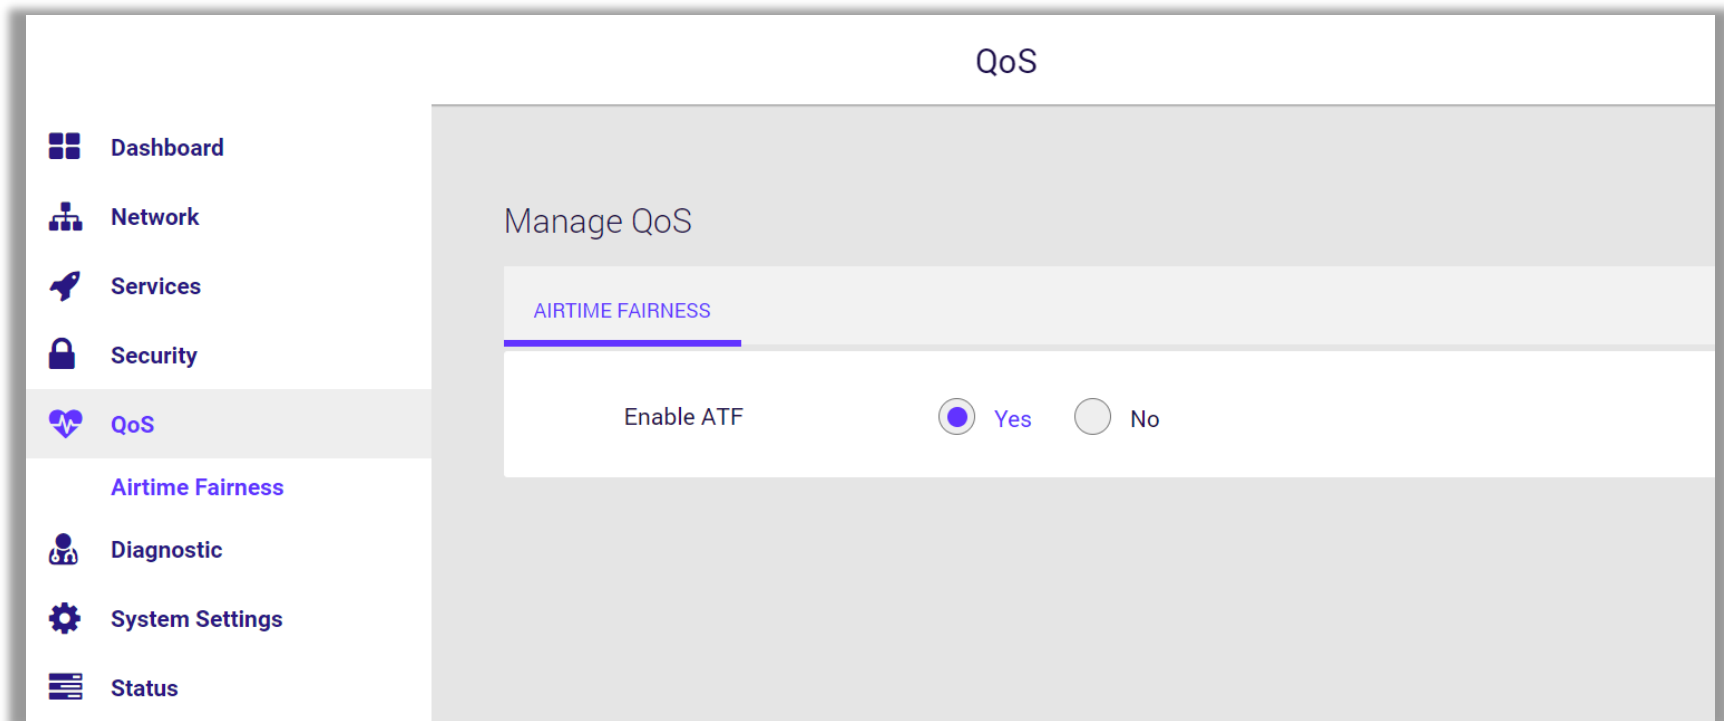 QoS
Dashboard
Network
Services
Security
QoS
Airtime Fairness
Diagnostic
System Settings
Status
Manage QoS
AIRTIME FAIRNESS
Enable ATF Yes No